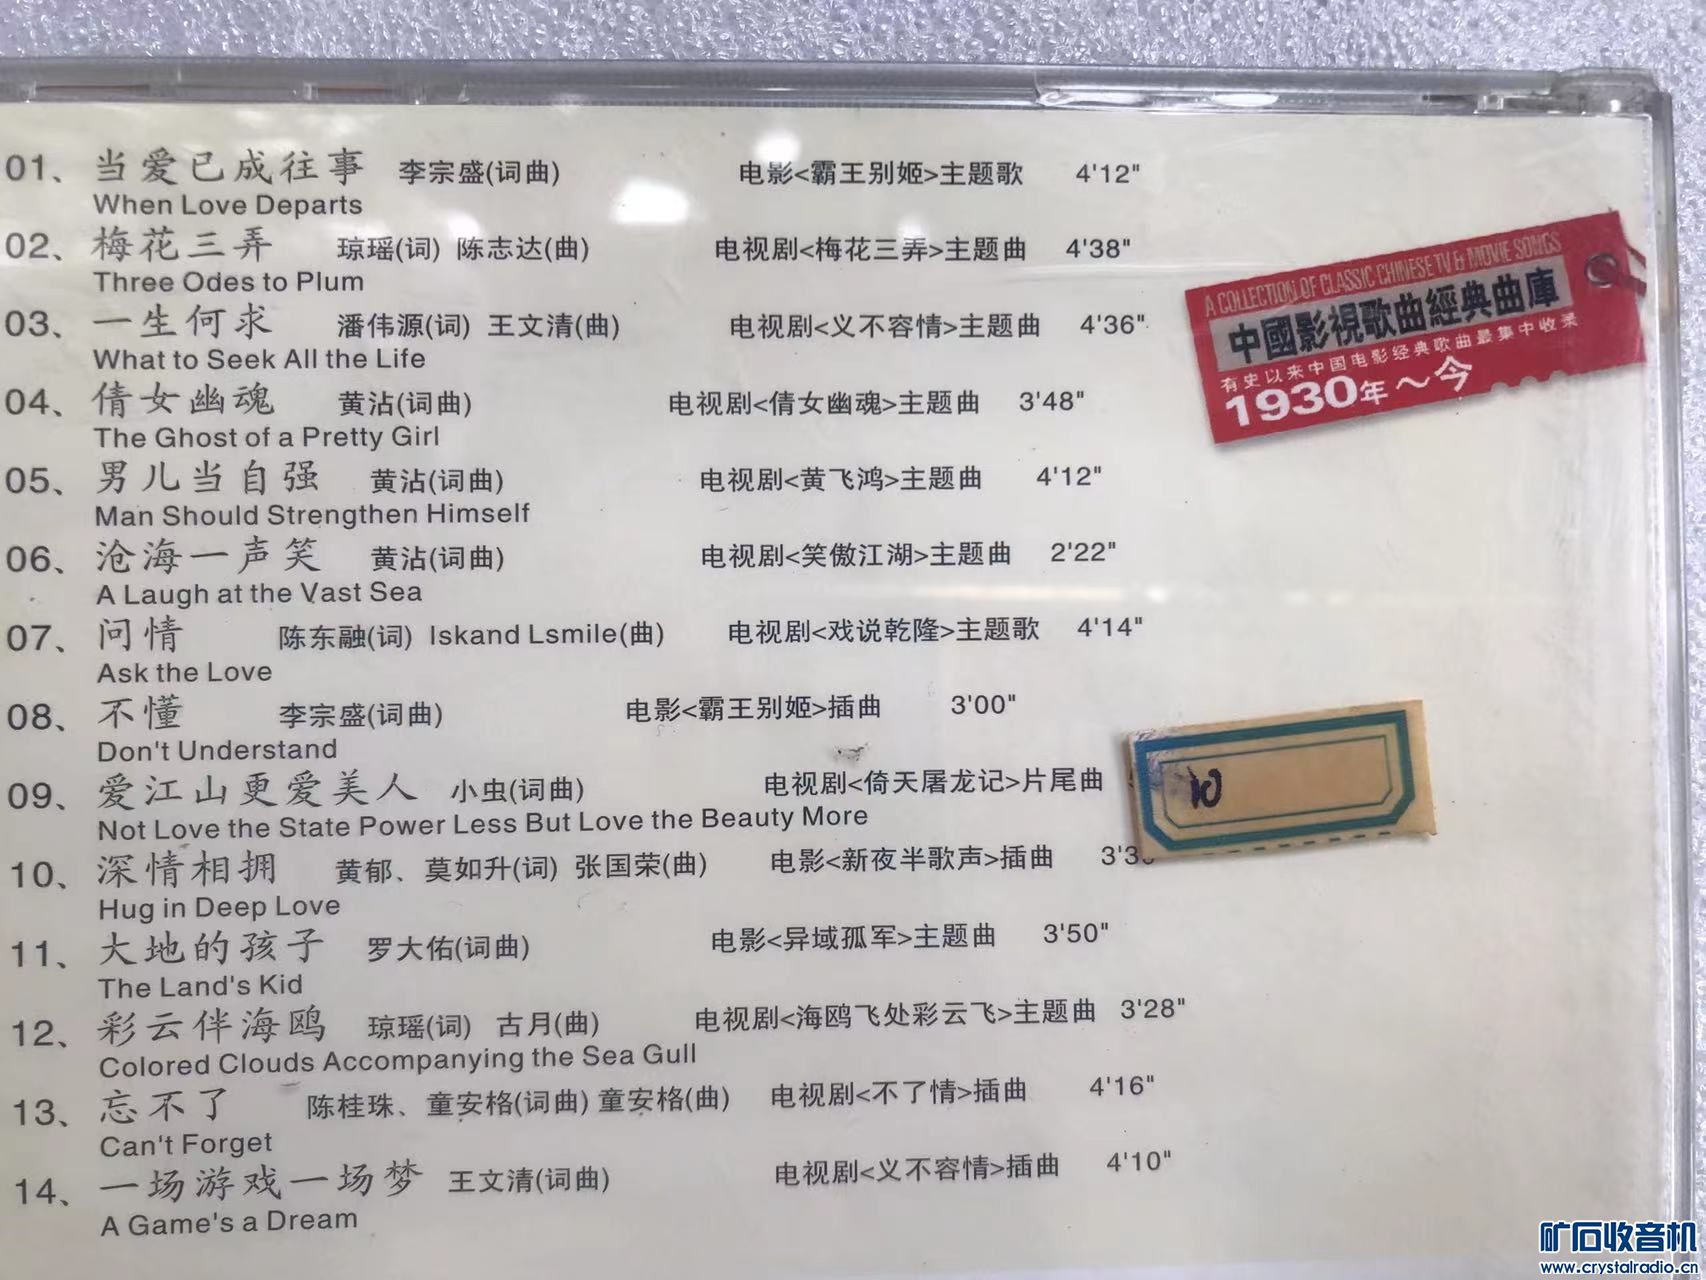 01、当爱已成往事 李宗盛(词曲) 电影<霸王别姬>主题歌 4'12"
When Love Departs
02、梅花三弄 琼瑶(词) 陈志达(曲) 电视剧<梅花三弄>主题曲 4'38"
Three Odes to Plum
03、一生何求 潘伟源(词) 王文清(曲) 电视剧<义不容情>主题曲 4'36"
What to Seek All the Life
04、倩女幽魂 黄沾(词曲) 电视剧<倩女幽魂>主题曲 3'48"
The Ghost of a Pretty Girl
05、男儿当自强 黄沾(词曲) 电视剧<黄飞鸿>主题曲 4'12"
Man Should Strengthen Himself
06、沧海一声笑 黄沾(词曲) 电视剧<笑傲江湖>主题曲 2'22"
A Laugh at the Vast Sea
07、问情 陈东融(词) Iskand Lsmile(曲) 电视剧<戏说乾隆>主题歌 4'14"
Ask the Love
08、不懂 李宗盛(词曲) 电影<霸王别姬>插曲 3'00"
Don't Understand
09、爱江山更爱美人 小虫(词曲) 电视剧<倚天屠龙记>片尾曲
Not Love the State Power Less But Love the Beauty More
10、深情相拥 黄郁、莫如升(词) 张国荣(曲) 电影<新夜半歌声>插曲 3'3
Hug in Deep Love
11、大地的孩子 罗大佑(词曲) 电影<异域孤军>主题曲 3'50"
The Land's Kid
12、彩云伴海鸥 琼瑶(词) 古月(曲) 电视剧<海鸥飞处彩云飞>主题曲 3'28"
Colored Clouds Accompanying the Sea Gull
13、忘不了 陈桂珠、童安格(词曲) 童安格(曲) 电视剧<不了情>插曲 4'16"
Can't Forget
14、一场游戏一场梦 王文清(词曲) 电视剧<义不容情>插曲 4'10"
A Game's a Dream
A COLLECTION OF CLASSIC CHINESE TV & MOVIE SONGS
中國影視歌曲經典曲庫
有史以来中国电影经典歌曲最集中收录
1930年～今
10
矿石收音机
www.crystalradio.cn